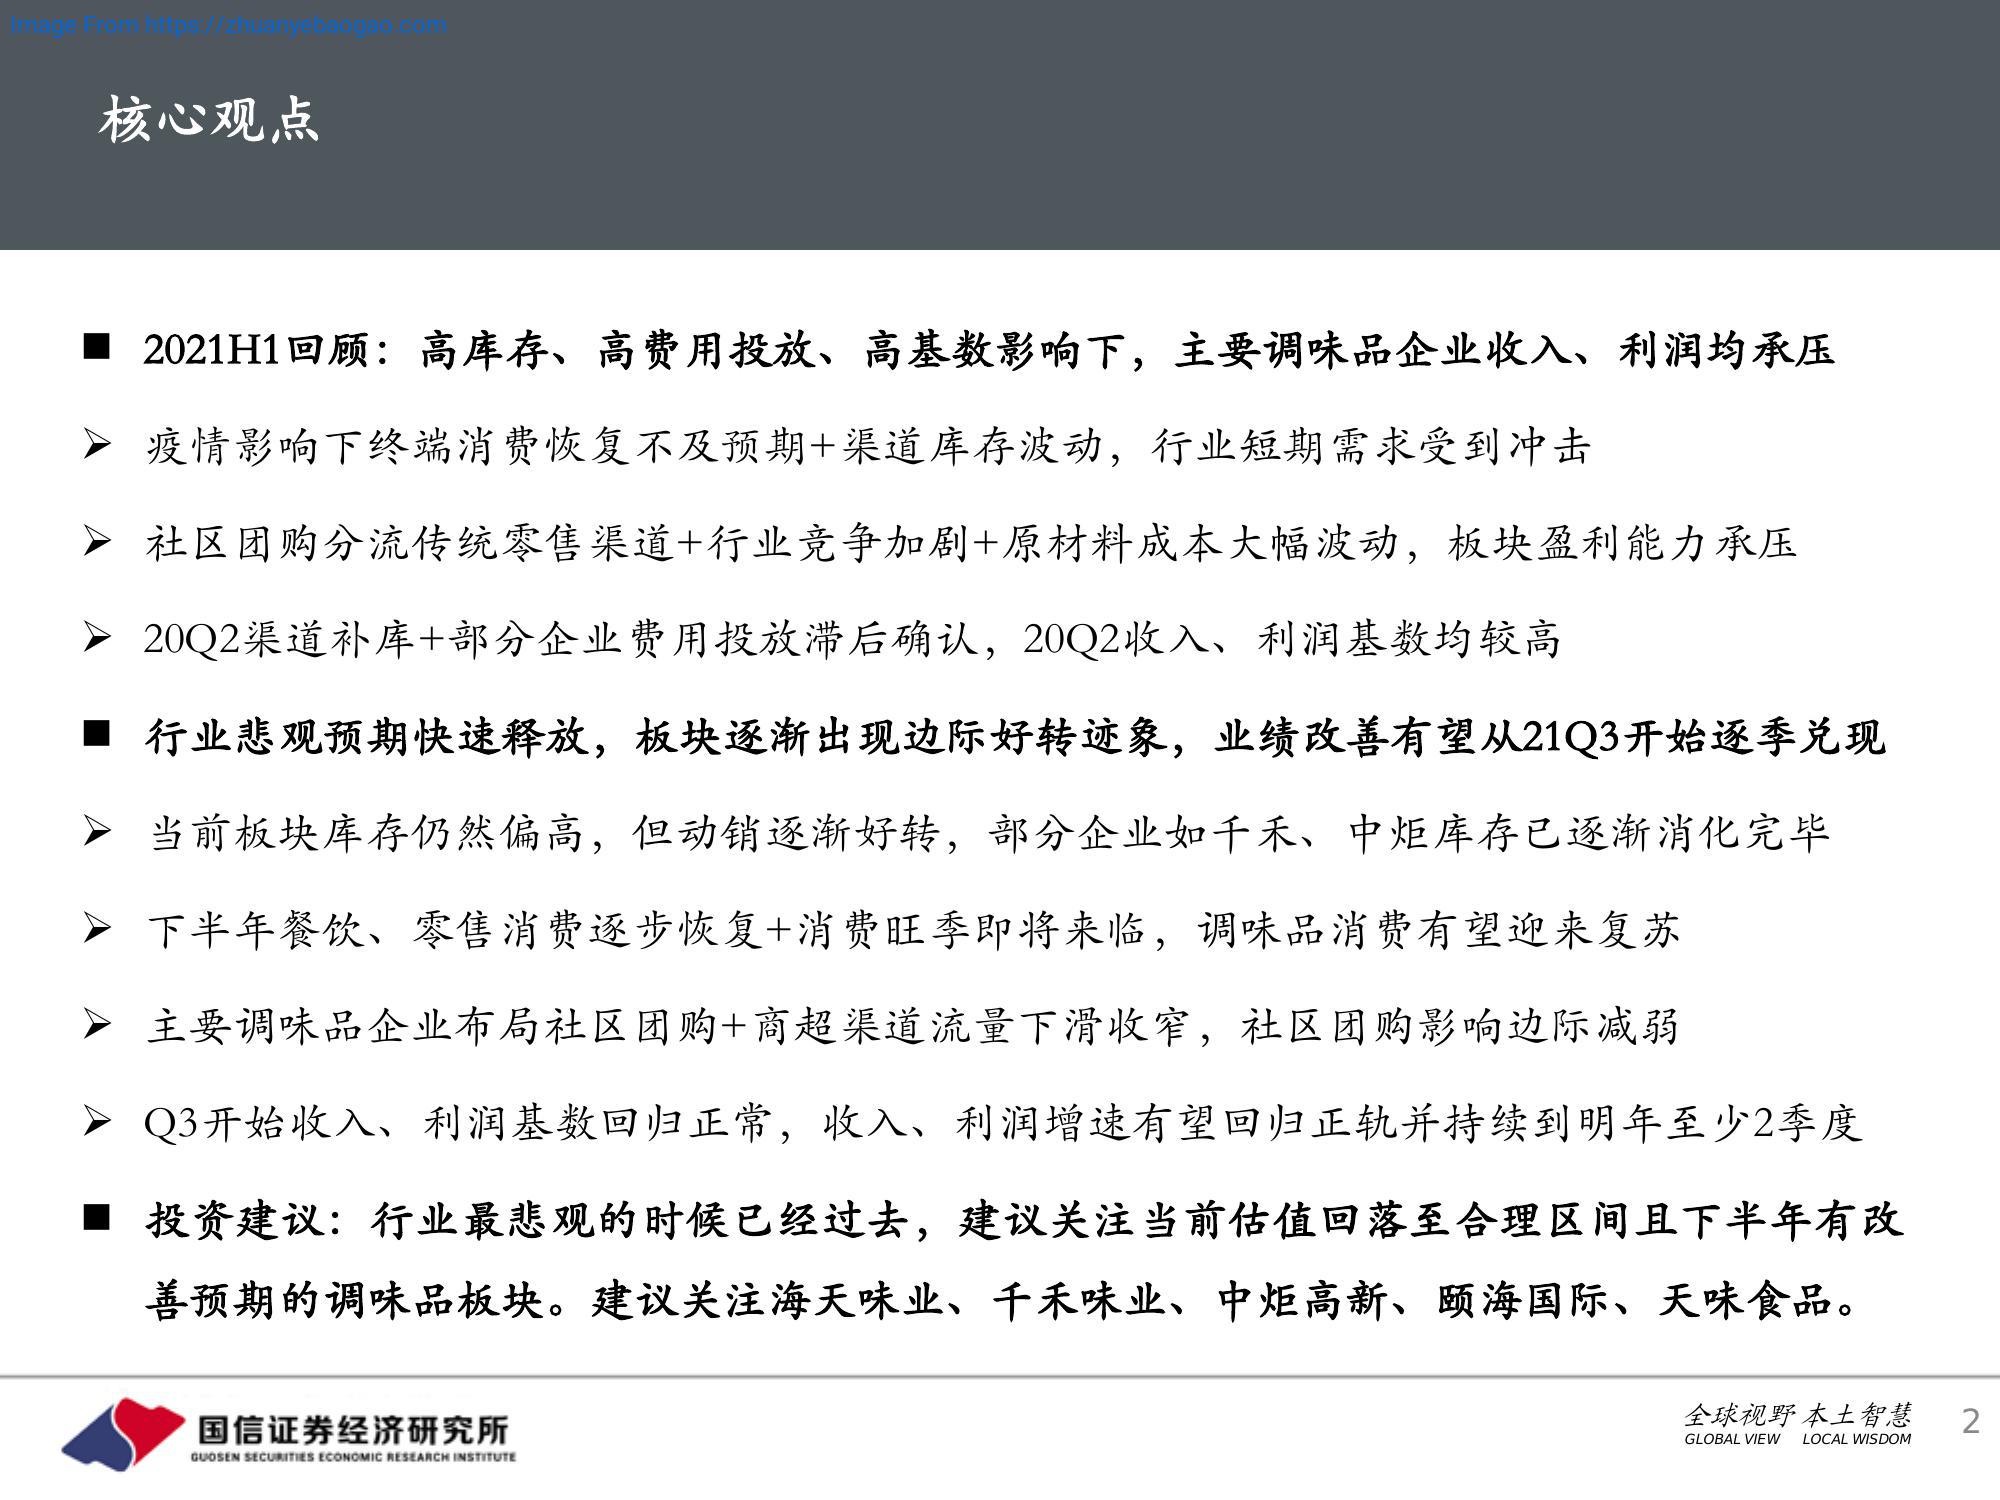 Image From https://zhuanyebaogao.com
核心观点
■ 2021H1回顾：高库存、高费用投放、高基数影响下，主要调味品企业收入、利润均承压
➢ 疫情影响下终端消费恢复不及预期+渠道库存波动，行业短期需求受到冲击
➢ 社区团购分流传统零售渠道+行业竞争加剧+原材料成本大幅波动，板块盈利能力承压
➢ 20Q2渠道补库+部分企业费用投放滞后确认，20Q2收入、利润基数均较高
■ 行业悲观预期快速释放，板块逐渐出现边际好转迹象，业绩改善有望从21Q3开始逐季兑现
➢ 当前板块库存仍然偏高，但动销逐渐好转，部分企业如千禾、中炬库存已逐渐消化完毕
➢ 下半年餐饮、零售消费逐步恢复+消费旺季即将来临，调味品消费有望迎来复苏
➢ 主要调味品企业布局社区团购+商超渠道流量下滑收窄，社区团购影响边际减弱
➢ Q3开始收入、利润基数回归正常，收入、利润增速有望回归正轨并持续到明年至少2季度
■ 投资建议：行业最悲观的时候已经过去，建议关注当前估值回落至合理区间且下半年有改
善预期的调味品板块。建议关注海天味业、千禾味业、中炬高新、颐海国际、天味食品。
国信证券经济研究所
GUOSEN SECURITIES ECONOMIC RESEARCH INSTITUTE
全球视野 本土智慧
GLOBAL VIEW LOCAL WISDOM
2